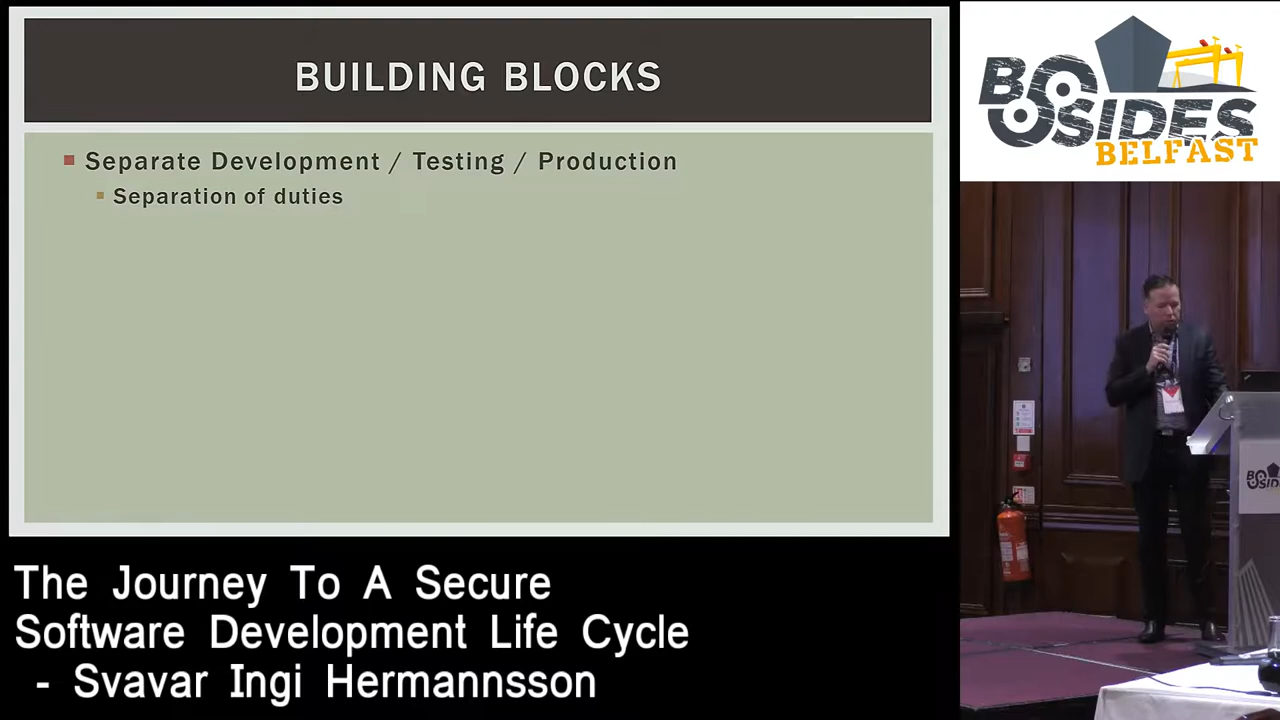 BUILDING BLOCKS
Separate Development / Testing / Production
Separation of duties
BSIDES
BELFAST
The Journey To A Secure
Software Development Life Cycle
- Svavar Ingi Hermannsson